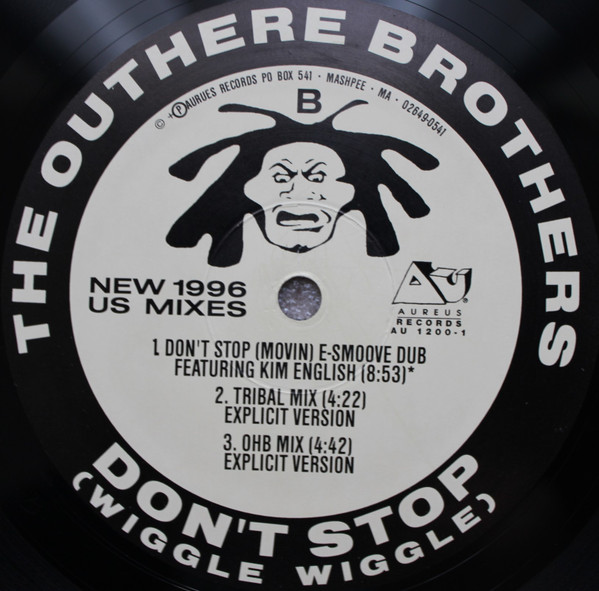 THE OUTHERE BROTHERS
© + ℗ AURUES RECORDS PO BOX 541 · MASHPEE · MA · 02649-0541
B
NEW 1996
US MIXES
AU
AUREUS
RECORDS
AU 1200-1
1. DON'T STOP (MOVIN) E-SMOOVE DUB
FEATURING KIM ENGLISH (8:53)*
2. TRIBAL MIX (4:22)
EXPLICIT VERSION
3. OHB MIX (4:42)
EXPLICIT VERSION
DON'T STOP
(WIGGLE WIGGLE)